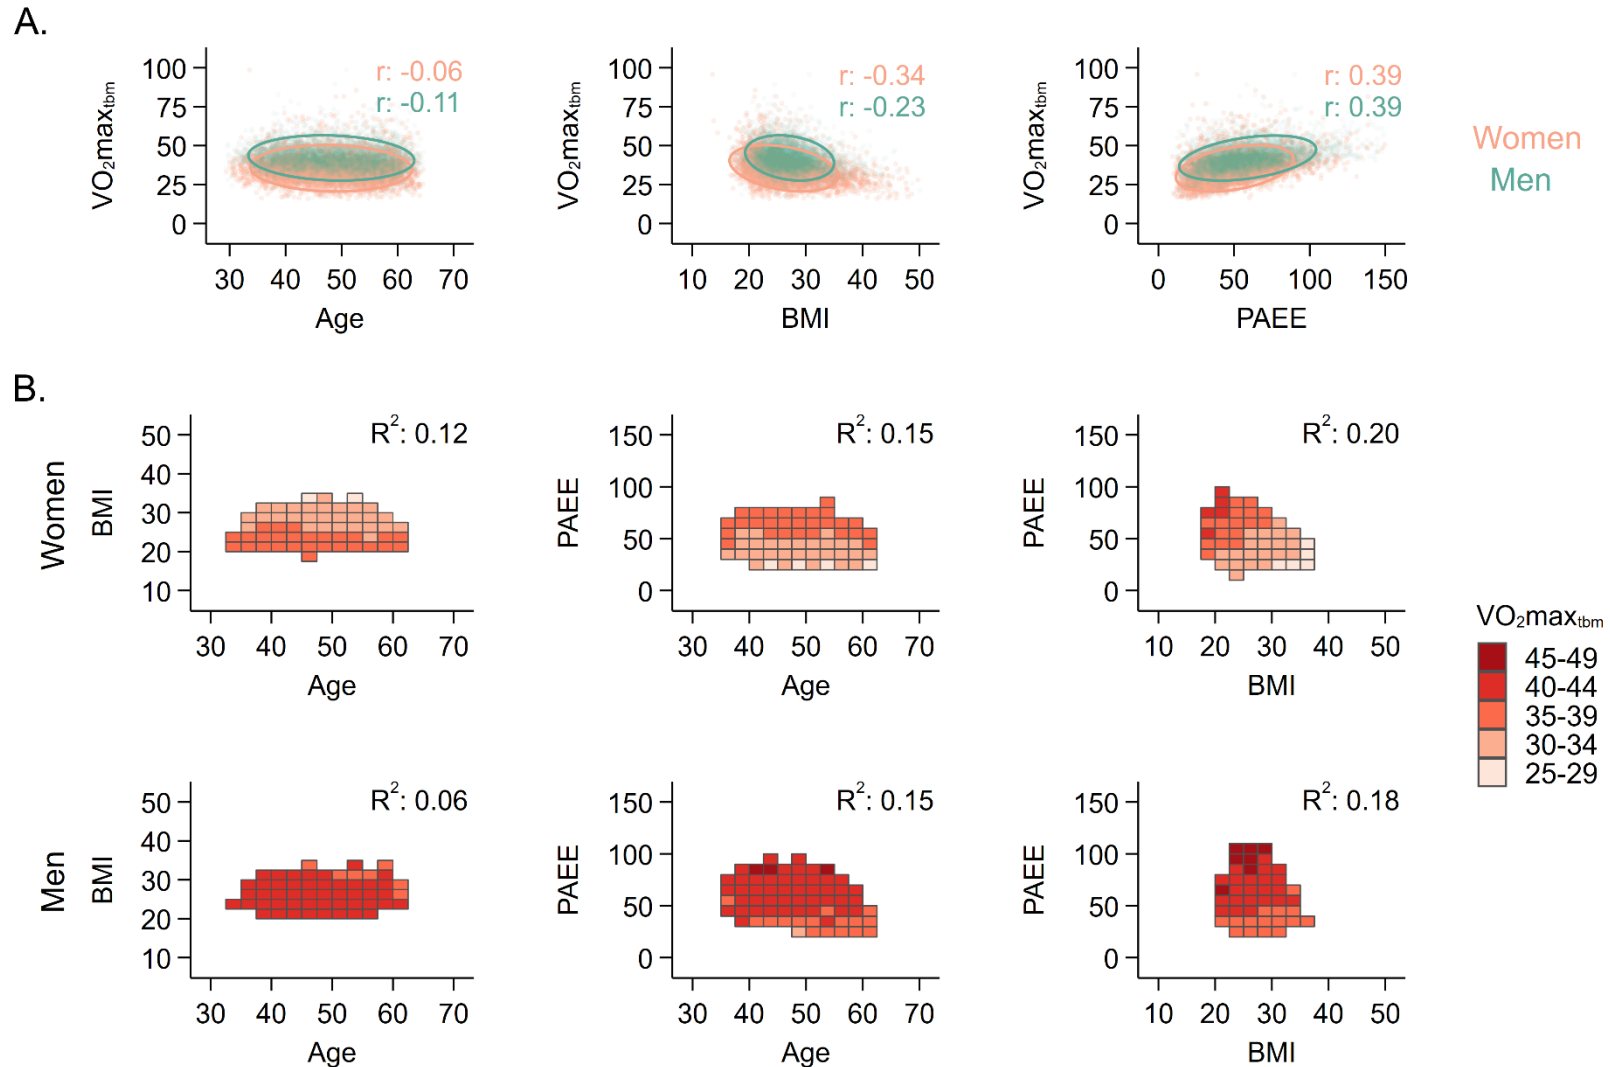 A.
VO₂max_tbm
100
75
50
25
0
r: -0.06
r: -0.11
30 40 50 60 70
Age
VO₂max_tbm
100
75
50
25
0
r: -0.34
r: -0.23
10 20 30 40 50
BMI
VO₂max_tbm
100
75
50
25
0
r: 0.39
r: 0.39
0 50 100 150
PAEE
Women
Men
B.
Women
BMI
50
40
30
20
10
R²: 0.12
30 40 50 60 70
Age
PAEE
150
100
50
0
R²: 0.15
30 40 50 60 70
Age
PAEE
150
100
50
0
R²: 0.20
10 20 30 40 50
BMI
Men
BMI
50
40
30
20
10
R²: 0.06
30 40 50 60 70
Age
PAEE
150
100
50
0
R²: 0.15
30 40 50 60 70
Age
PAEE
150
100
50
0
R²: 0.18
10 20 30 40 50
BMI
VO₂max_tbm
45-49
40-44
35-39
30-34
25-29